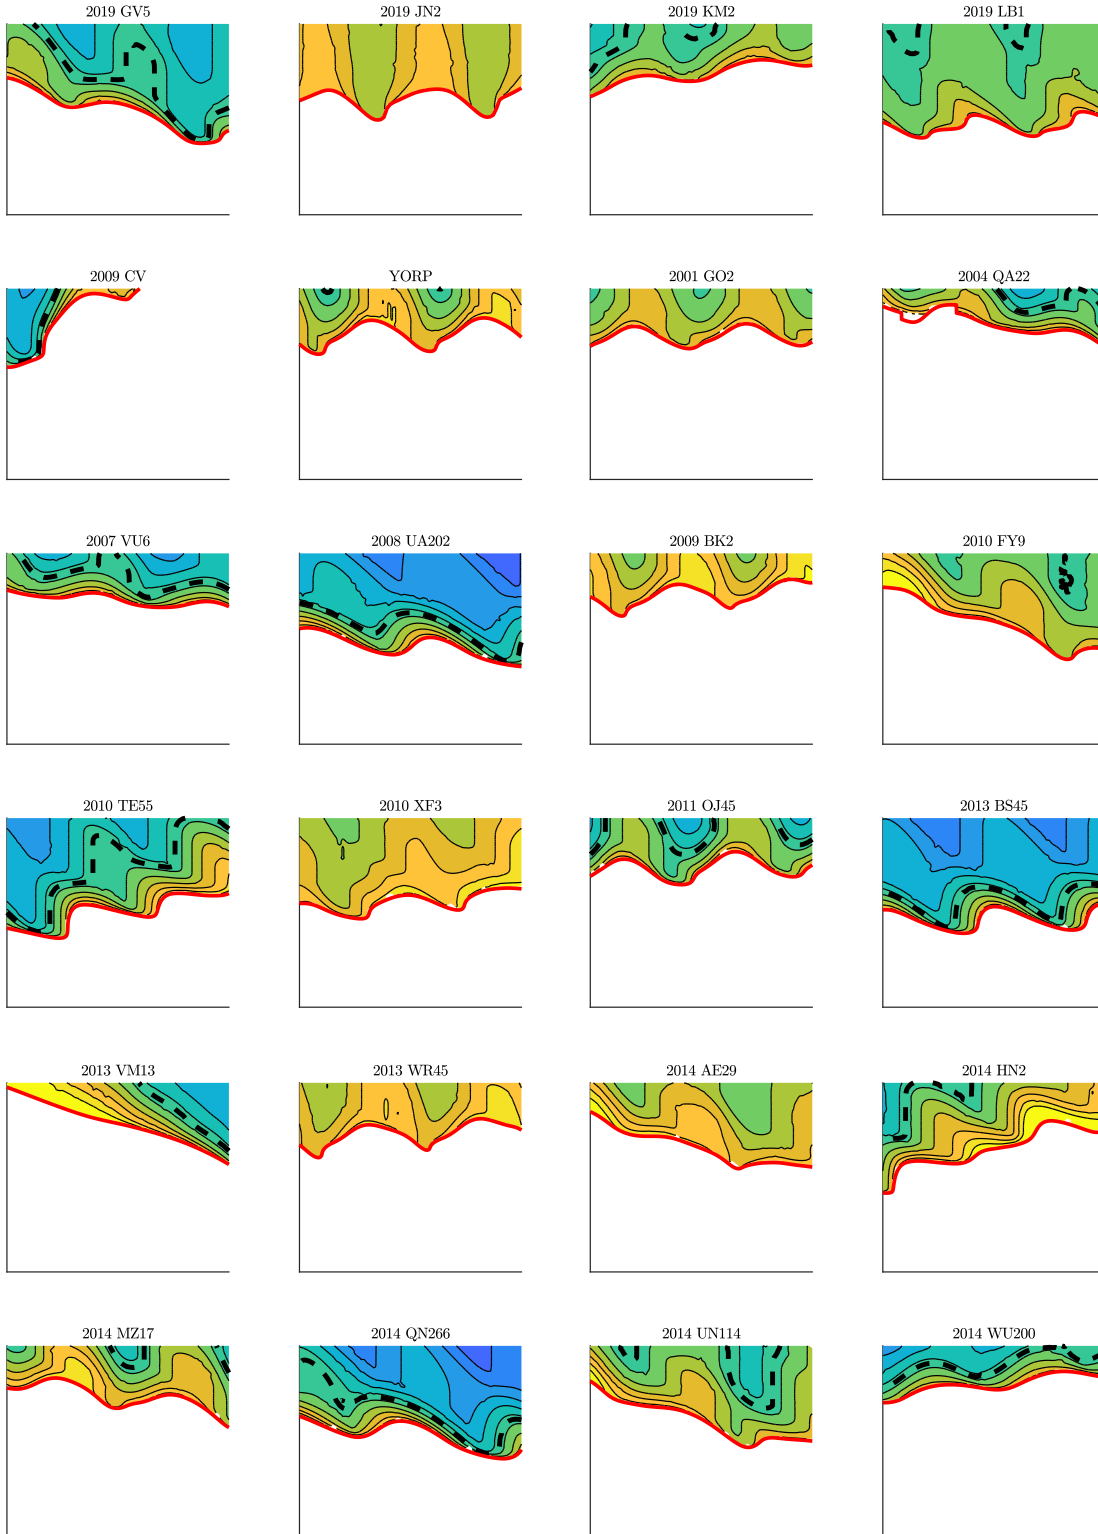 2019 GV5
2019 JN2
2019 KM2
2019 LB1
2009 CV
YORP
2001 GO2
2004 QA22
2007 VU6
2008 UA202
2009 BK2
2010 FY9
2010 TE55
2010 XF3
2011 OJ45
2013 BS45
2013 VM13
2013 WR45
2014 AE29
2014 HN2
2014 MZ17
2014 QN266
2014 UN114
2014 WU200